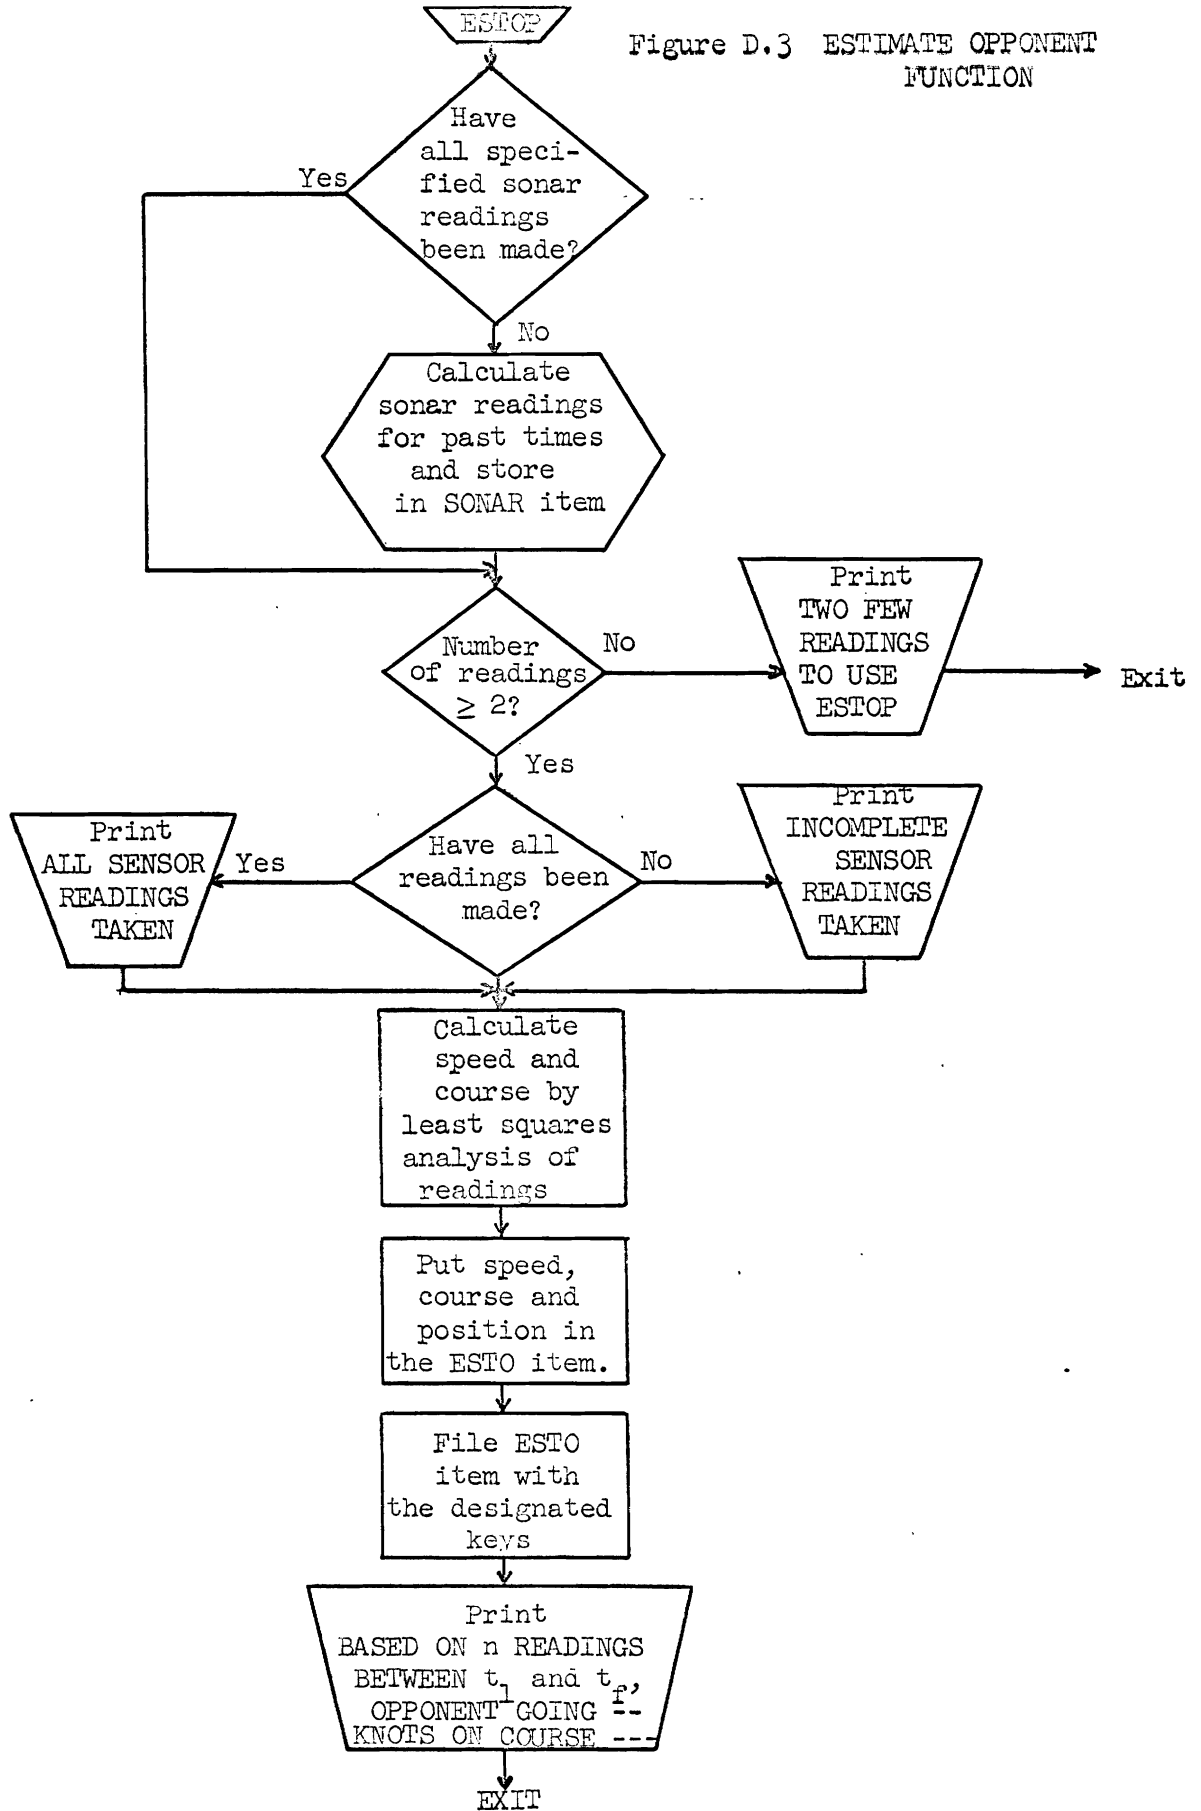 ESTOP
Figure D.3 ESTIMATE OPPONENT
FUNCTION
Have
all speci-
fied sonar
readings
been made?
Yes
No
Calculate
sonar readings
for past times
and store
in SONAR item
Number
of readings
≥ 2?
No
Print
TWO FEW
READINGS
TO USE
ESTOP
Exit
Yes
Have all
readings been
made?
Yes
Print
ALL SENSOR
READINGS
TAKEN
No
Print
INCOMPLETE
SENSOR
READINGS
TAKEN
Calculate
speed and
course by
least squares
analysis of
readings
Put speed,
course and
position in
the ESTO item.
File ESTO
item with
the designated
keys
Print
BASED ON n READINGS
BETWEEN t₁ and t_f,
OPPONENT GOING --
KNOTS ON COURSE ---
EXIT